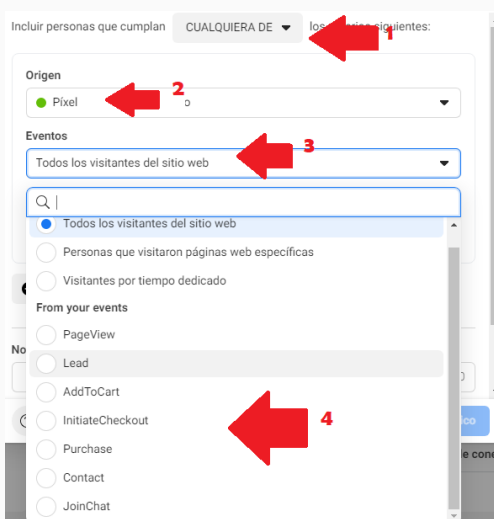 Incluir personas que cumplan CUALQUIERA DE los siguientes:
1
Origen
2
Píxel
Eventos
3
Todos los visitantes del sitio web
Todos los visitantes del sitio web
Personas que visitaron páginas web específicas
Visitantes por tiempo dedicado
From your events
PageView
No
Lead
AddToCart
4
InitiateCheckout
Purchase
Contact
JoinChat